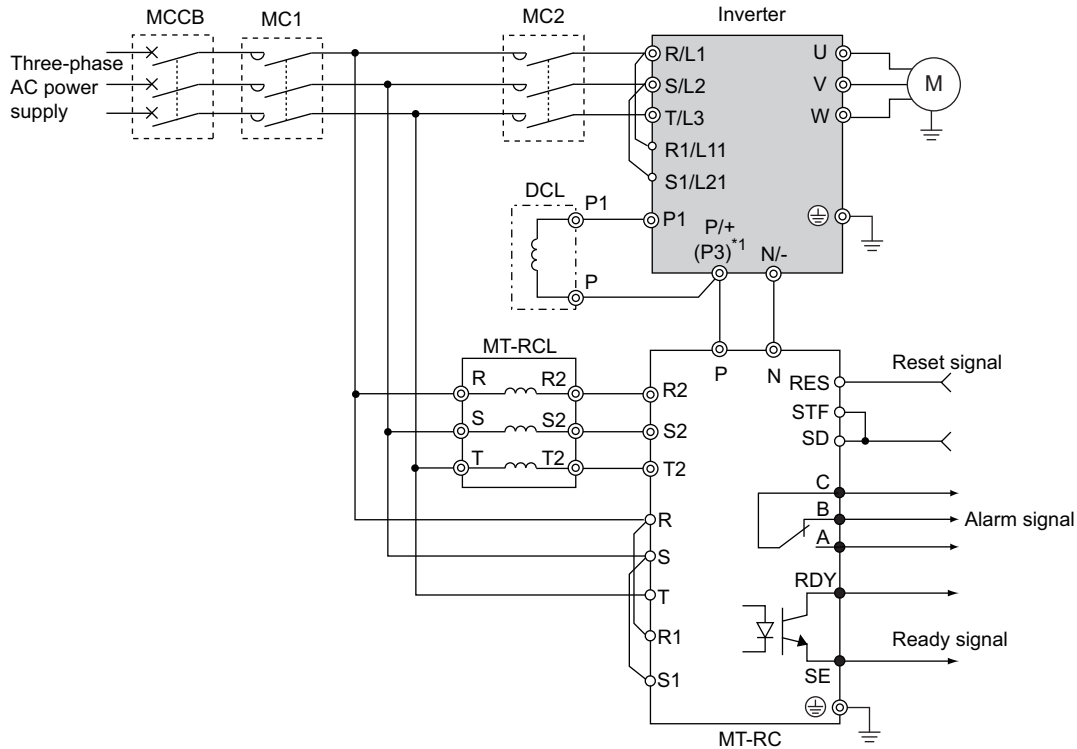 MCCB
MC1
MC2
Inverter
Three-phase
AC power
supply
R/L1
S/L2
T/L3
R1/L11
S1/L21
U
V
W
M
DCL
P1
P
P1
P/+
(P3)*1
N/-
MT-RCL
R
R2
S
S2
T
T2
P
N
R2
S2
T2
R
S
T
R1
S1
RES
STF
SD
C
B
A
RDY
SE
Reset signal
Alarm signal
Ready signal
MT-RC